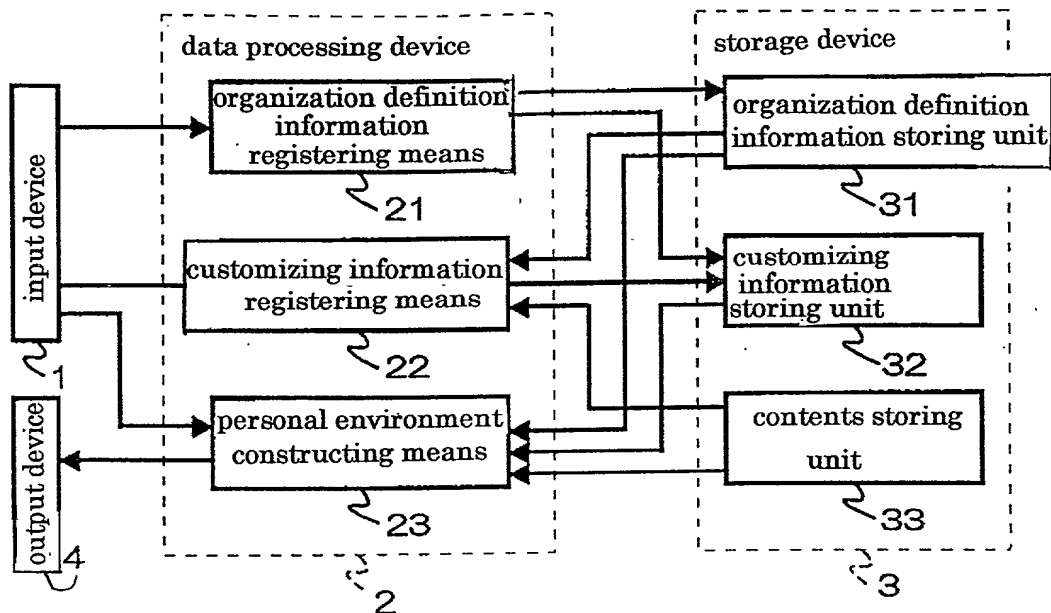 input device
1
output device
4
data processing device
organization definition
information
registering means
21
customizing information
registering means
22
personal environment
constructing means
23
2
storage device
organization definition
information storing unit
31
customizing
information
storing unit
32
contents storing
unit
33
3